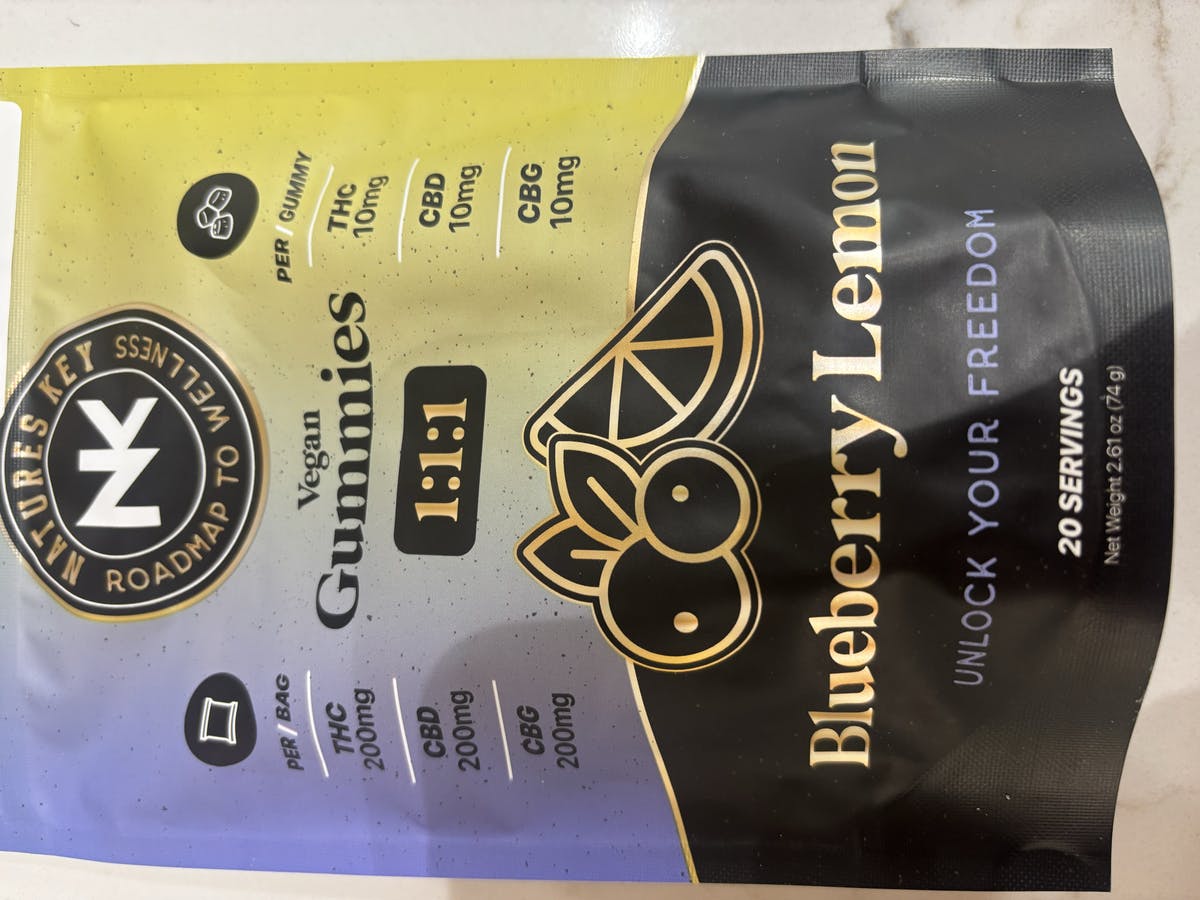 NATURES KEY
NK
ROADMAP TO WELLNESS
Vegan
Gummies
1:1:1
PER/BAG
THC
200mg
CBD
200mg
CBG
200mg
PER/GUMMY
THC
10mg
CBD
10mg
CBG
10mg
Blueberry Lemon
UNLOCK YOUR FREEDOM
20 SERVINGS
Net Weight 2.61 oz (74 g)